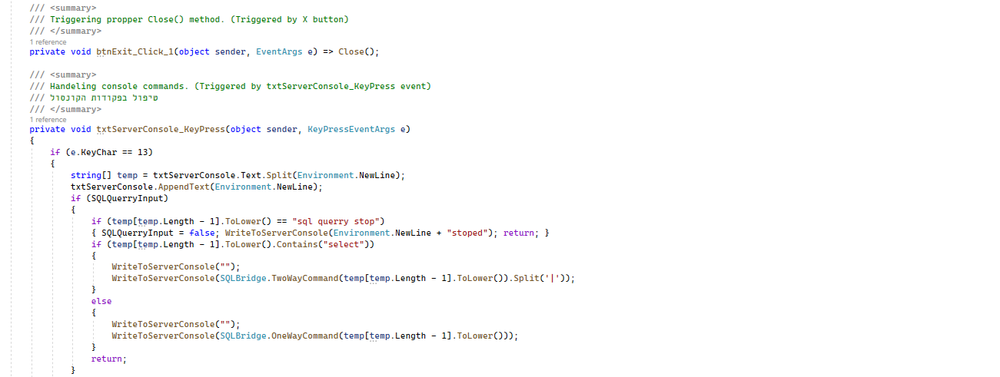 /// <summary>
/// Triggering propper Close() method. (Triggered by X button)
/// </summary>
1 reference
private void btnExit_Click_1(object sender, EventArgs e) => Close();
/// <summary>
/// Handeling console commands. (Triggered by txtServerConsole_KeyPress event)
/// טיפול בפקודות הקונסול
/// </summary>
1 reference
private void txtServerConsole_KeyPress(object sender, KeyPressEventArgs e)
{
if (e.KeyChar == 13)
{
string[] temp = txtServerConsole.Text.Split(Environment.NewLine);
txtServerConsole.AppendText(Environment.NewLine);
if (SQLQuerryInput)
{
if (temp[temp.Length - 1].ToLower() == "sql querry stop")
{ SQLQuerryInput = false; WriteToServerConsole(Environment.NewLine + "stoped"); return; }
if (temp[temp.Length - 1].ToLower().Contains("select"))
{
WriteToServerConsole("");
WriteToServerConsole(SQLBridge.TwoWayCommand(temp[temp.Length - 1].ToLower()).Split('|'));
}
else
{
WriteToServerConsole("");
WriteToServerConsole(SQLBridge.OneWayCommand(temp[temp.Length - 1].ToLower()));
}
return;
}